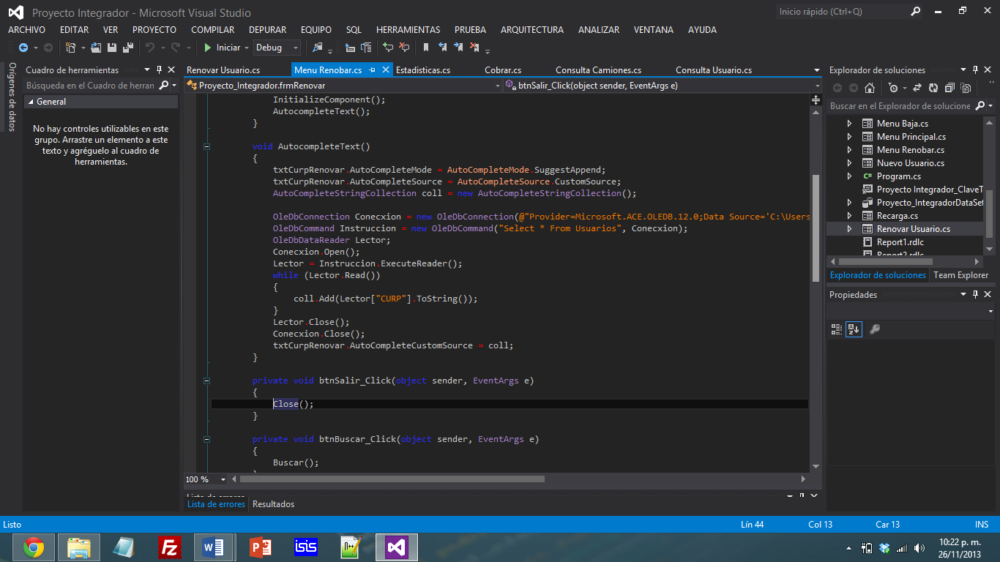 Proyecto Integrador - Microsoft Visual Studio
Inicio rápido (Ctrl+Q)
ARCHIVO EDITAR VER PROYECTO COMPILAR DEPURAR EQUIPO SQL HERRAMIENTAS PRUEBA ARQUITECTURA ANALIZAR VENTANA AYUDA
Iniciar Debug
Orígenes de datos
Cuadro de herramientas
Búsqueda en el Cuadro de herran
General
No hay controles utilizables en este
grupo. Arrastre un elemento a este
texto y agréguelo al cuadro de
herramientas.
Renovar Usuario.cs Menu Renobar.cs Estadisticas.cs Cobrar.cs Consulta Camiones.cs Consulta Usuario.cs
Proyecto_Integrador.frmRenovar btnSalir_Click(object sender, EventArgs e)
InitializeComponent();
AutocompleteText();
}
void AutocompleteText()
{
txtCurpRenovar.AutoCompleteMode = AutoCompleteMode.SuggestAppend;
txtCurpRenovar.AutoCompleteSource = AutoCompleteSource.CustomSource;
AutoCompleteStringCollection coll = new AutoCompleteStringCollection();
OleDbConnection Conecxion = new OleDbConnection(@"Provider=Microsoft.ACE.OLEDB.12.0;Data Source='C:\Users
OleDbCommand Instruccion = new OleDbCommand("Select * From Usuarios", Conecxion);
OleDbDataReader Lector;
Conecxion.Open();
Lector = Instruccion.ExecuteReader();
while (Lector.Read())
{
coll.Add(Lector["CURP"].ToString());
}
Lector.Close();
Conecxion.Close();
txtCurpRenovar.AutoCompleteCustomSource = coll;
}
private void btnSalir_Click(object sender, EventArgs e)
{
Close();
}
private void btnBuscar_Click(object sender, EventArgs e)
{
Buscar();
100 %
Lista de errores
Lista de errores Resultados
Explorador de soluciones
Buscar en el Explorador de solucione
Menu Baja.cs
Menu Principal.cs
Menu Renobar.cs
Nuevo Usuario.cs
C# Program.cs
Proyecto Integrador_ClaveT
Proyecto_IntegradorDataSet
Recarga.cs
Renovar Usuario.cs
Report1.rdlc
Report2.rdlc
Explorador de soluciones Team Explorer
Propiedades
Listo Lín 44 Col 13 Car 13 INS
Fz W P isis
10:22 p. m.
26/11/2013